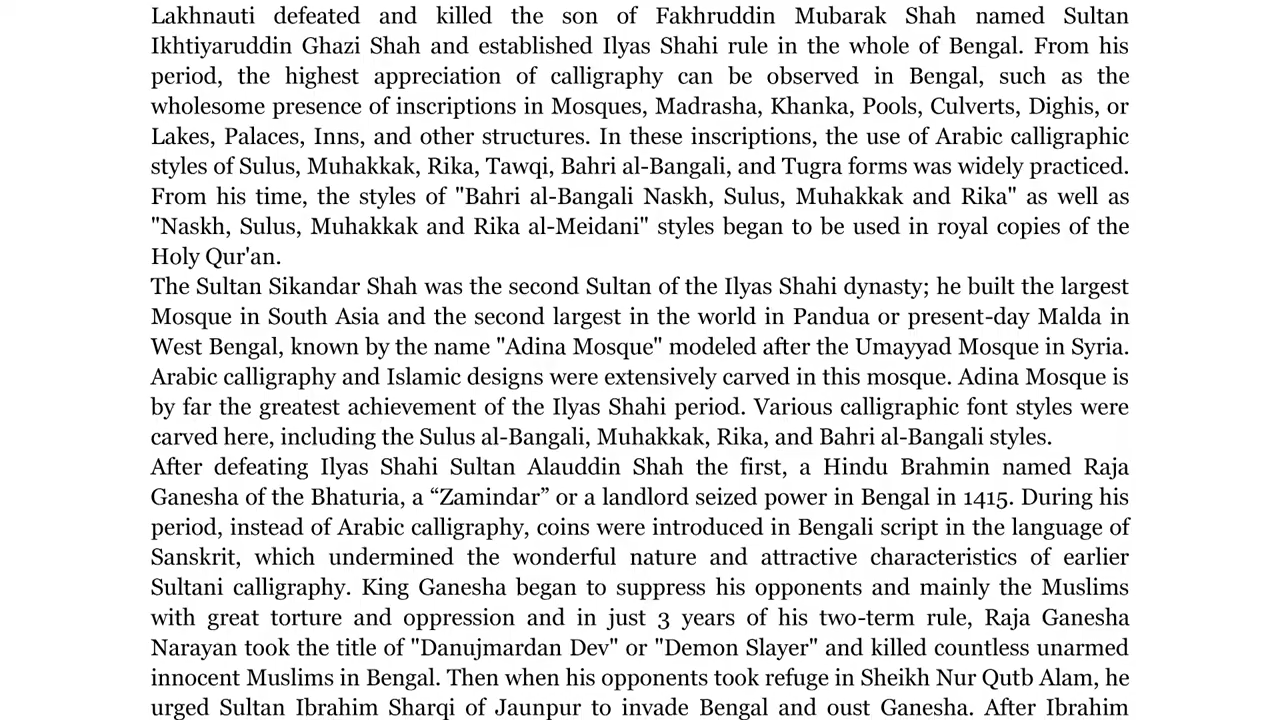 Lakhnauti defeated and killed the son of Fakhruddin Mubarak Shah named Sultan
Ikhtiyaruddin Ghazi Shah and established Ilyas Shahi rule in the whole of Bengal. From his
period, the highest appreciation of calligraphy can be observed in Bengal, such as the
wholesome presence of inscriptions in Mosques, Madrasha, Khanka, Pools, Culverts, Dighis, or
Lakes, Palaces, Inns, and other structures. In these inscriptions, the use of Arabic calligraphic
styles of Sulus, Muhakkak, Rika, Tawqi, Bahri al-Bangali, and Tugra forms was widely practiced.
From his time, the styles of "Bahri al-Bangali Naskh, Sulus, Muhakkak and Rika" as well as
"Naskh, Sulus, Muhakkak and Rika al-Meidani" styles began to be used in royal copies of the
Holy Qur'an.
The Sultan Sikandar Shah was the second Sultan of the Ilyas Shahi dynasty; he built the largest
Mosque in South Asia and the second largest in the world in Pandua or present-day Malda in
West Bengal, known by the name "Adina Mosque" modeled after the Umayyad Mosque in Syria.
Arabic calligraphy and Islamic designs were extensively carved in this mosque. Adina Mosque is
by far the greatest achievement of the Ilyas Shahi period. Various calligraphic font styles were
carved here, including the Sulus al-Bangali, Muhakkak, Rika, and Bahri al-Bangali styles.
After defeating Ilyas Shahi Sultan Alauddin Shah the first, a Hindu Brahmin named Raja
Ganesha of the Bhaturia, a “Zamindar” or a landlord seized power in Bengal in 1415. During his
period, instead of Arabic calligraphy, coins were introduced in Bengali script in the language of
Sanskrit, which undermined the wonderful nature and attractive characteristics of earlier
Sultani calligraphy. King Ganesha began to suppress his opponents and mainly the Muslims
with great torture and oppression and in just 3 years of his two-term rule, Raja Ganesha
Narayan took the title of "Danujmardan Dev" or "Demon Slayer" and killed countless unarmed
innocent Muslims in Bengal. Then when his opponents took refuge in Sheikh Nur Qutb Alam, he
urged Sultan Ibrahim Sharqi of Jaunpur to invade Bengal and oust Ganesha. After Ibrahim